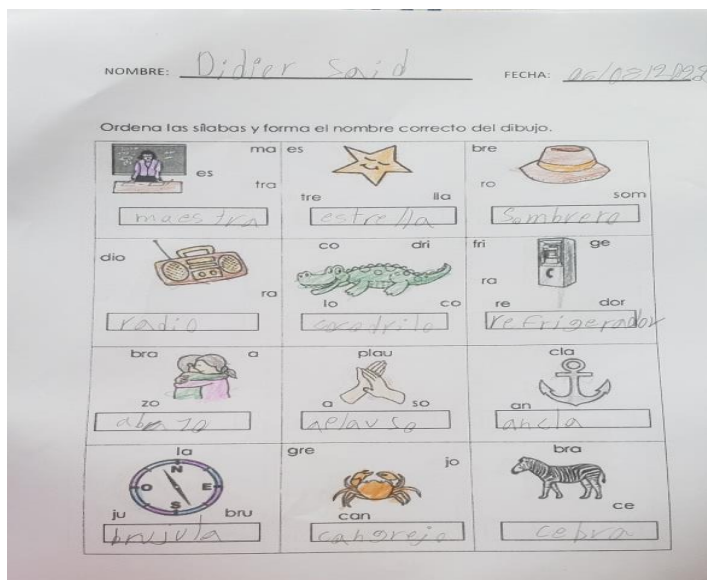 NOMBRE: Didier Said FECHA: 06/08/2022
Ordena las sílabas y forma el nombre correcto del dibujo.
ma es bre
es ro
tra tre lla som
maestra estrella Sombrero
dio co dri fri ge
ra
ra lo co re dor
C
radio cocodrilo reFrigerador
bra a plau cla
zo a so an
abrazo aplauso ancla
la gre bra
N jo
O E
S
ju bru can ce
brujula cangrejo cebra